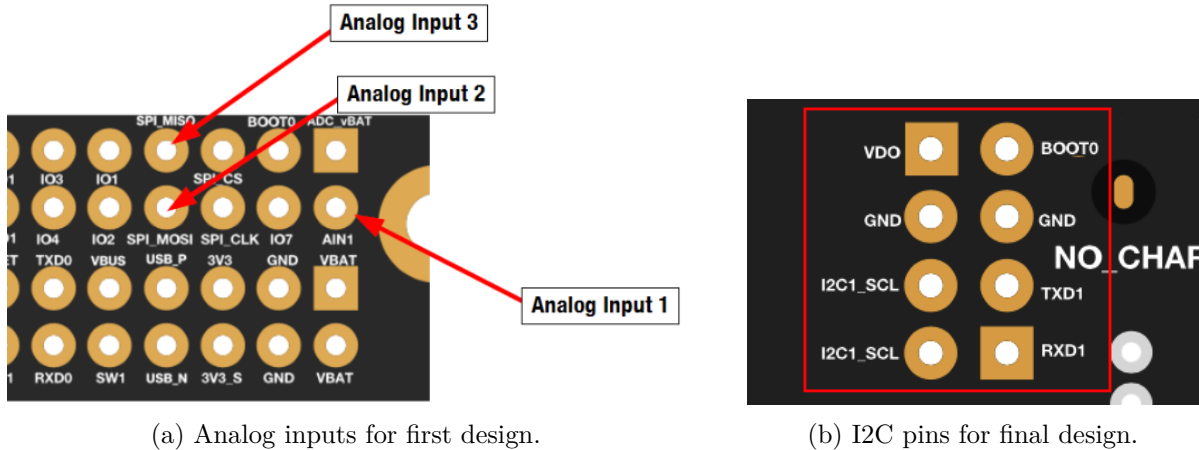 Analog Input 3
Analog Input 2
SPI_MISO BOOT0 ADC_vBAT
IO3 IO1 SPI_CS
IO4 IO2 SPI_MOSI SPI_CLK IO7 AIN1
TXD0 VBUS USB_P 3V3 GND VBAT
Analog Input 1
RXD0 SW1 USB_N 3V3_S GND VBAT
(a) Analog inputs for first design.
VDO BOOT0
GND GND
NO_CHAR
I2C1_SCL TXD1
I2C1_SCL RXD1
(b) I2C pins for final design.